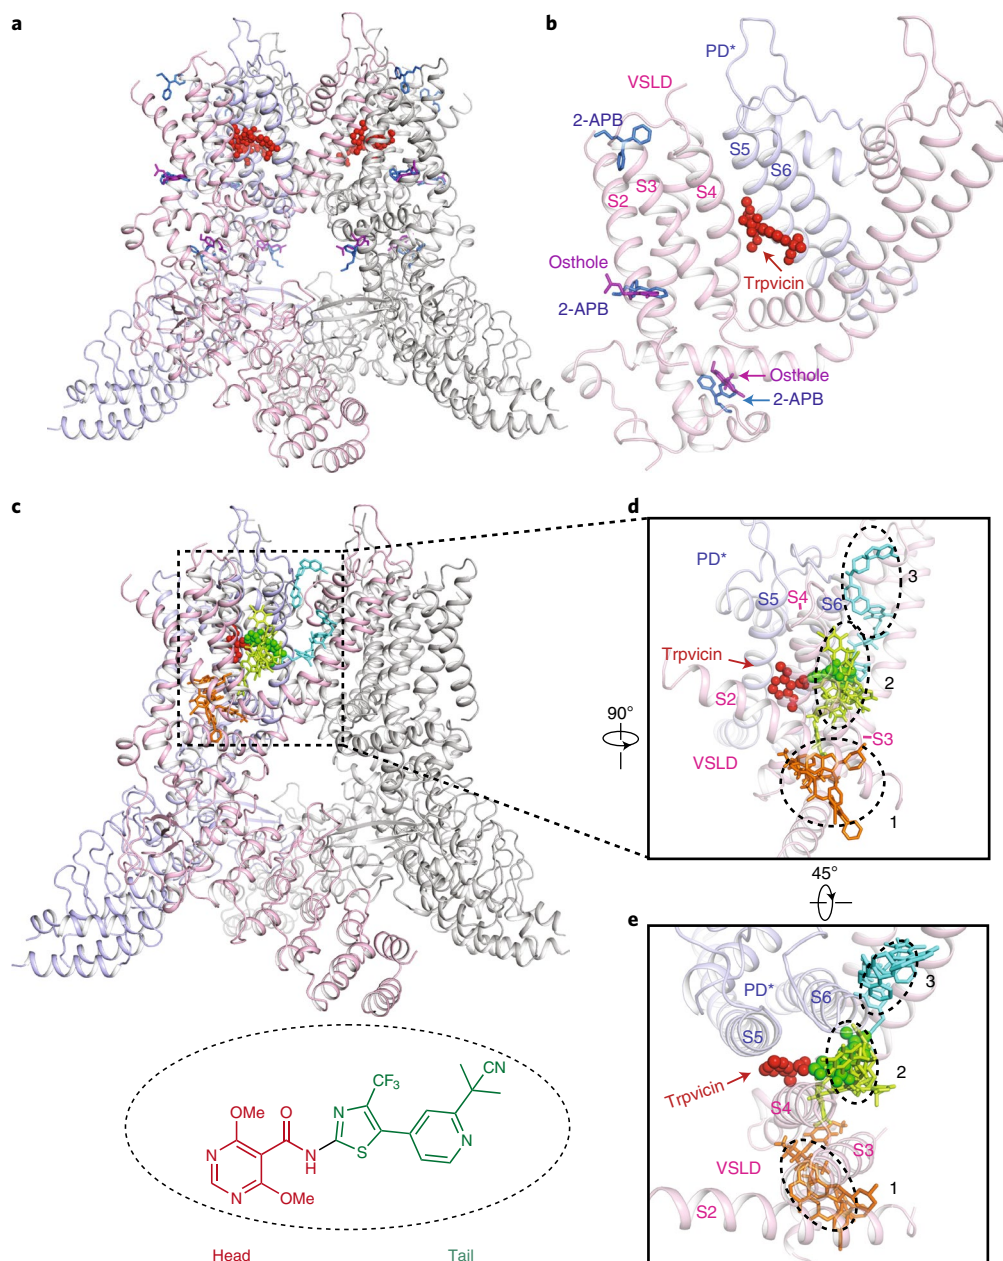 a
b
PD*
VSLD
2-APB
S5
S6
S3
S4
S2
Osthole
2-APB
Trpvicin
Osthole
2-APB
c
d
PD*
3
S5
S4
S6
Trpvicin
2
S2
S3
VSLD
1
90°
45°
e
PD*
S6
3
S5
2
Trpvicin
S4
S3
VSLD
1
S2
CN
CF3
OMe
O
N
N
N
N
H
S
N
OMe
Head
Tail